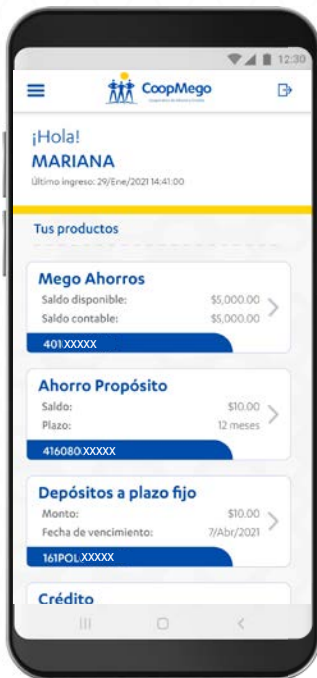 12:30
CoopMego
¡Hola!
MARIANA
Último ingreso: 29/Ene/2021 14:41:00
Tus productos
Mego Ahorros
Saldo disponible: $5,000.00
Saldo contable: $5,000.00
401XXXXX
Ahorro Propósito
Saldo: $10.00
Plazo: 12 meses
416080XXXXX
Depósitos a plazo fijo
Monto: $10.00
Fecha de vencimiento: 7/Abr/2021
161POLXXXXX
Crédito